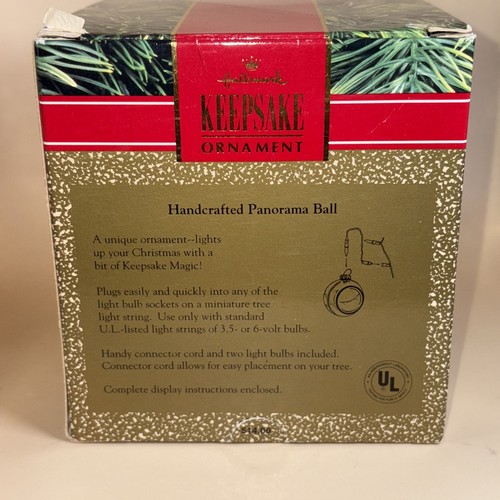 Hallmark
KEEPSAKE
ORNAMENT
Handcrafted Panorama Ball
A unique ornament--lights
up your Christmas with a
bit of Keepsake Magic!
Plugs easily and quickly into any of the
light bulb sockets on a miniature tree
light string. Use only with standard
U.L.-listed light strings of 3.5- or 6-volt bulbs.
Handy connector cord and two light bulbs included.
Connector cord allows for easy placement on your tree.
Complete display instructions enclosed.
UL
$14.00